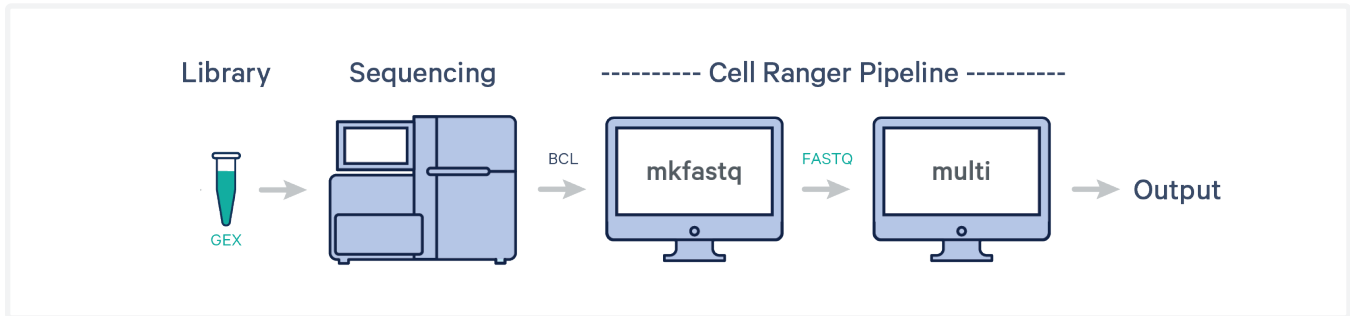 Library
Sequencing
---------- Cell Ranger Pipeline ----------
GEX
BCL
mkfastq
FASTQ
multi
Output